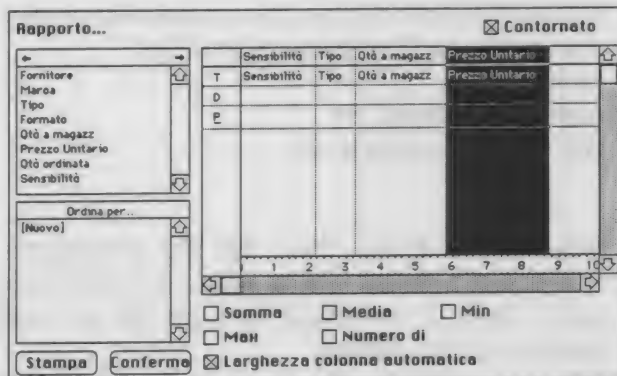 Rapporto...
Contornato
Fornitore
Marca
Tipo
Formato
Qtà a magazz
Prezzo Unitario
Qtà ordinata
Sensibilità
Ordina per..
[Nuovo]
Stampa
Conferma
Sensibilità Tipo Qtà a magazz Prezzo Unitario
T Sensibilità Tipo Qtà a magazz Prezzo Unitario
D
P
0 1 2 3 4 5 6 7 8 9 10
Somma Media Min
Max Numero di
Larghezza colonna automatica